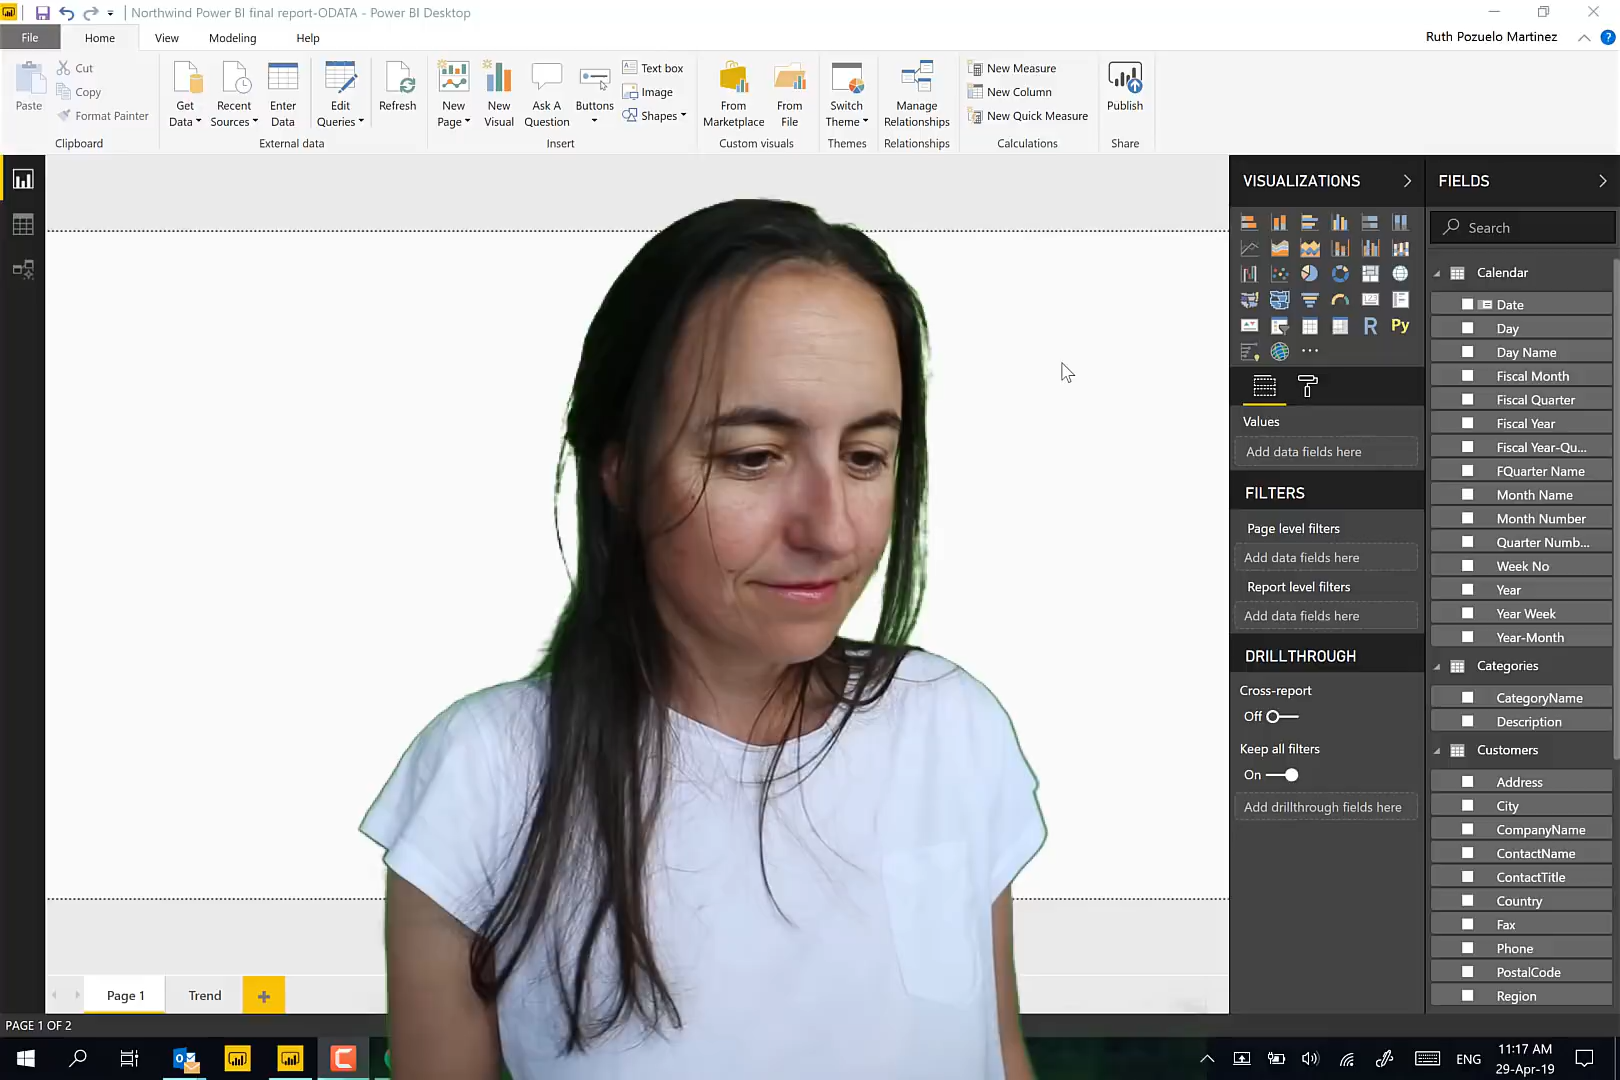 Northwind Power BI final report-ODATA - Power BI Desktop
File
Home
View
Modeling
Help
Ruth Pozuelo Martinez
?
Paste
Cut
Copy
Format Painter
Clipboard
Get Data
Recent Sources
Enter Data
Edit Queries
Refresh
External data
New Page
New Visual
Ask A Question
Buttons
Text box
Image
Shapes
Insert
From Marketplace
From File
Custom visuals
Switch Theme
Themes
Manage Relationships
Relationships
New Measure
New Column
New Quick Measure
Calculations
Publish
Share
VISUALIZATIONS
123
R
Py
Values
Add data fields here
FILTERS
Page level filters
Add data fields here
Report level filters
Add data fields here
DRILLTHROUGH
Cross-report
Off
Keep all filters
On
Add drillthrough fields here
FIELDS
Search
Calendar
Date
Day
Day Name
Fiscal Month
Fiscal Quarter
Fiscal Year
Fiscal Year-Qu...
FQuarter Name
Month Name
Month Number
Quarter Numb...
Week No
Year
Year Week
Year-Month
Categories
CategoryName
Description
Customers
Address
City
CompanyName
ContactName
ContactTitle
Country
Fax
Phone
PostalCode
Region
Page 1
Trend
PAGE 1 OF 2
ENG
11:17 AM
29-Apr-19